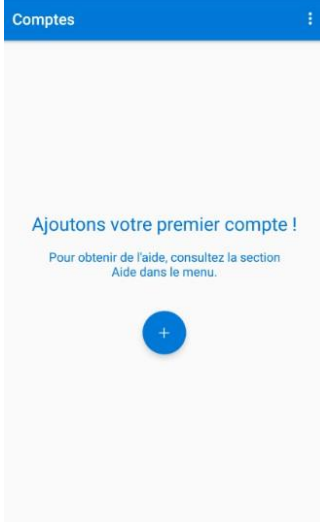 Comptes
Ajoutons votre premier compte !
Pour obtenir de l'aide, consultez la section
Aide dans le menu.
+